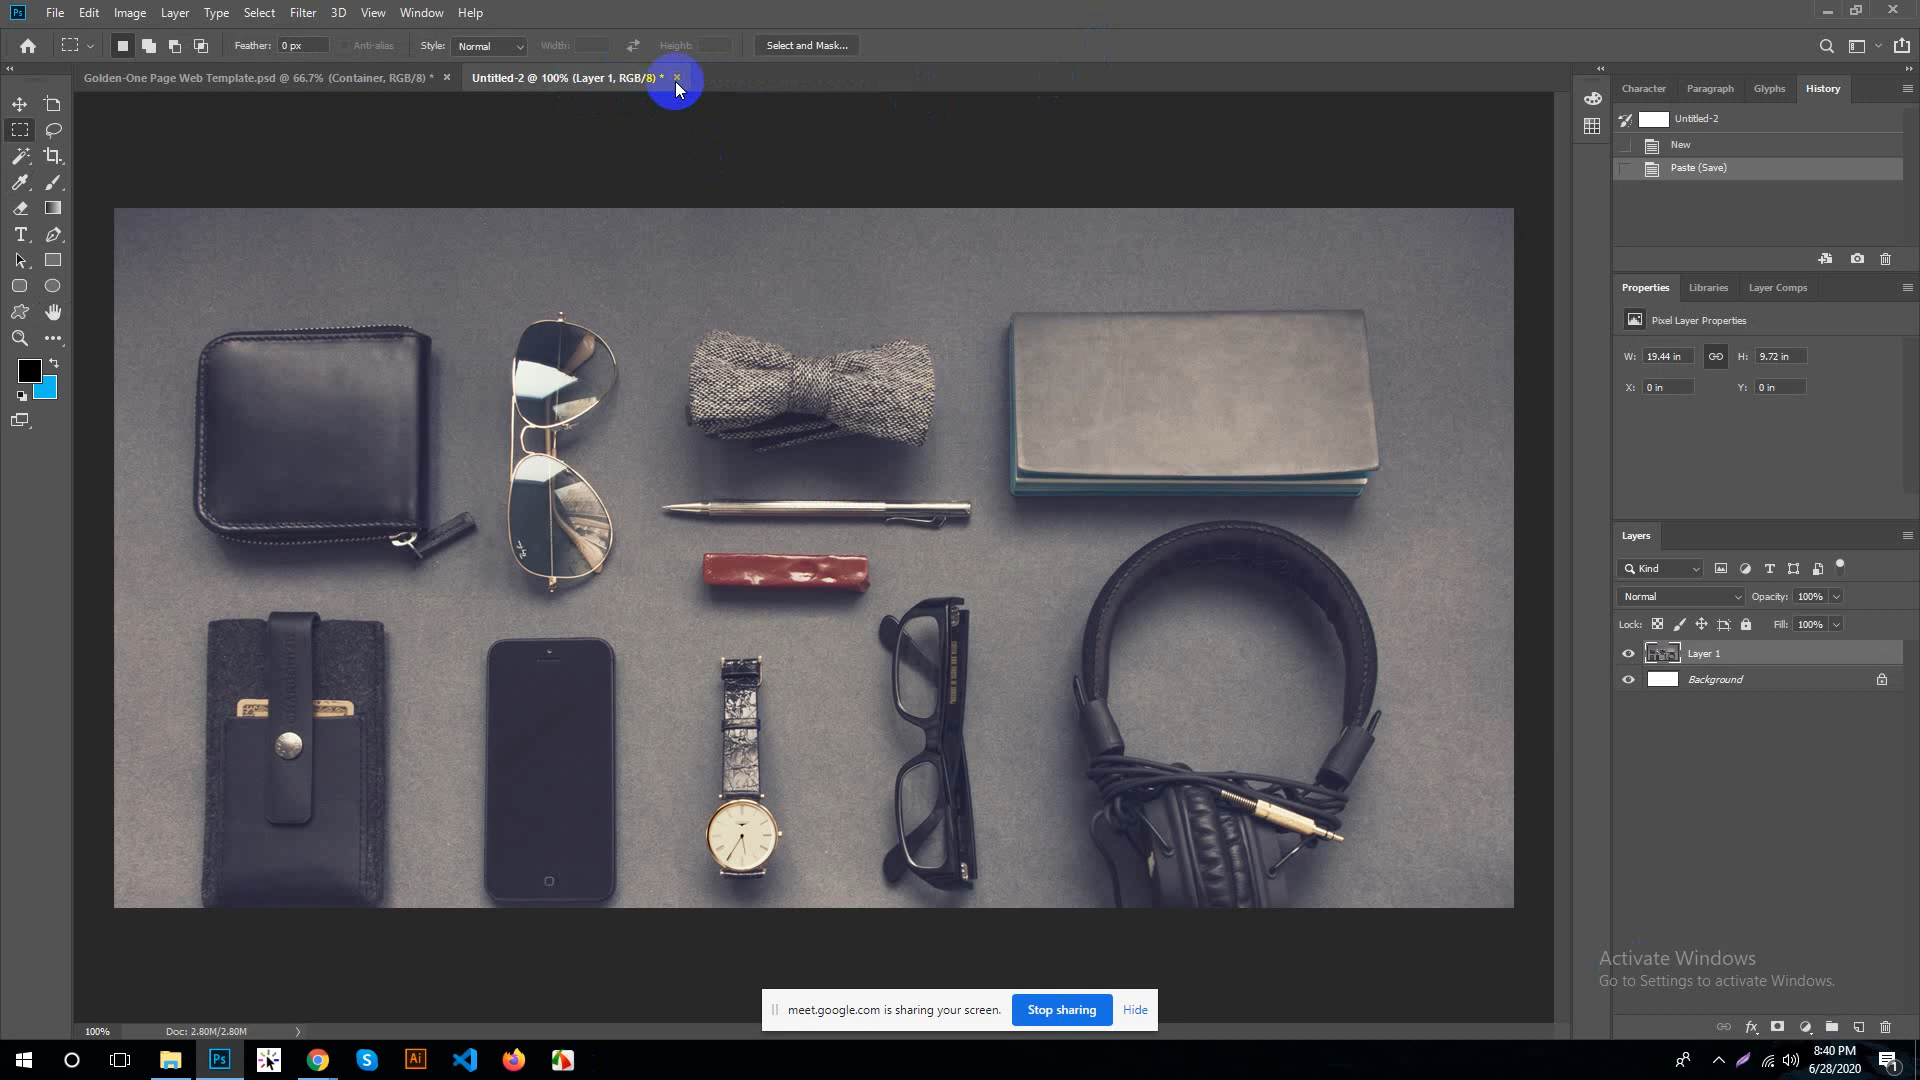 Ps File Edit Image Layer Type Select Filter 3D View Window Help
Feather: 0 px Anti-alias Style: Normal Width: Height: Select and Mask...
Golden-One Page Web Template.psd @ 66.7% (Container, RGB/8) * × Untitled-2 @ 100% (Layer 1, RGB/8) * ×
Character Paragraph Glyphs History
Untitled-2
New
Paste (Save)
Properties Libraries Layer Comps
Pixel Layer Properties
W: 19.44 in H: 9.72 in
X: 0 in Y: 0 in
Layers
Kind
Normal Opacity: 100%
Lock: Fill: 100%
Layer 1
Background
Activate Windows
Go to Settings to activate Windows.
meet.google.com is sharing your screen. Stop sharing Hide
100% Doc: 2.80M/2.80M
Ps Ai
8:40 PM
6/28/2020
1